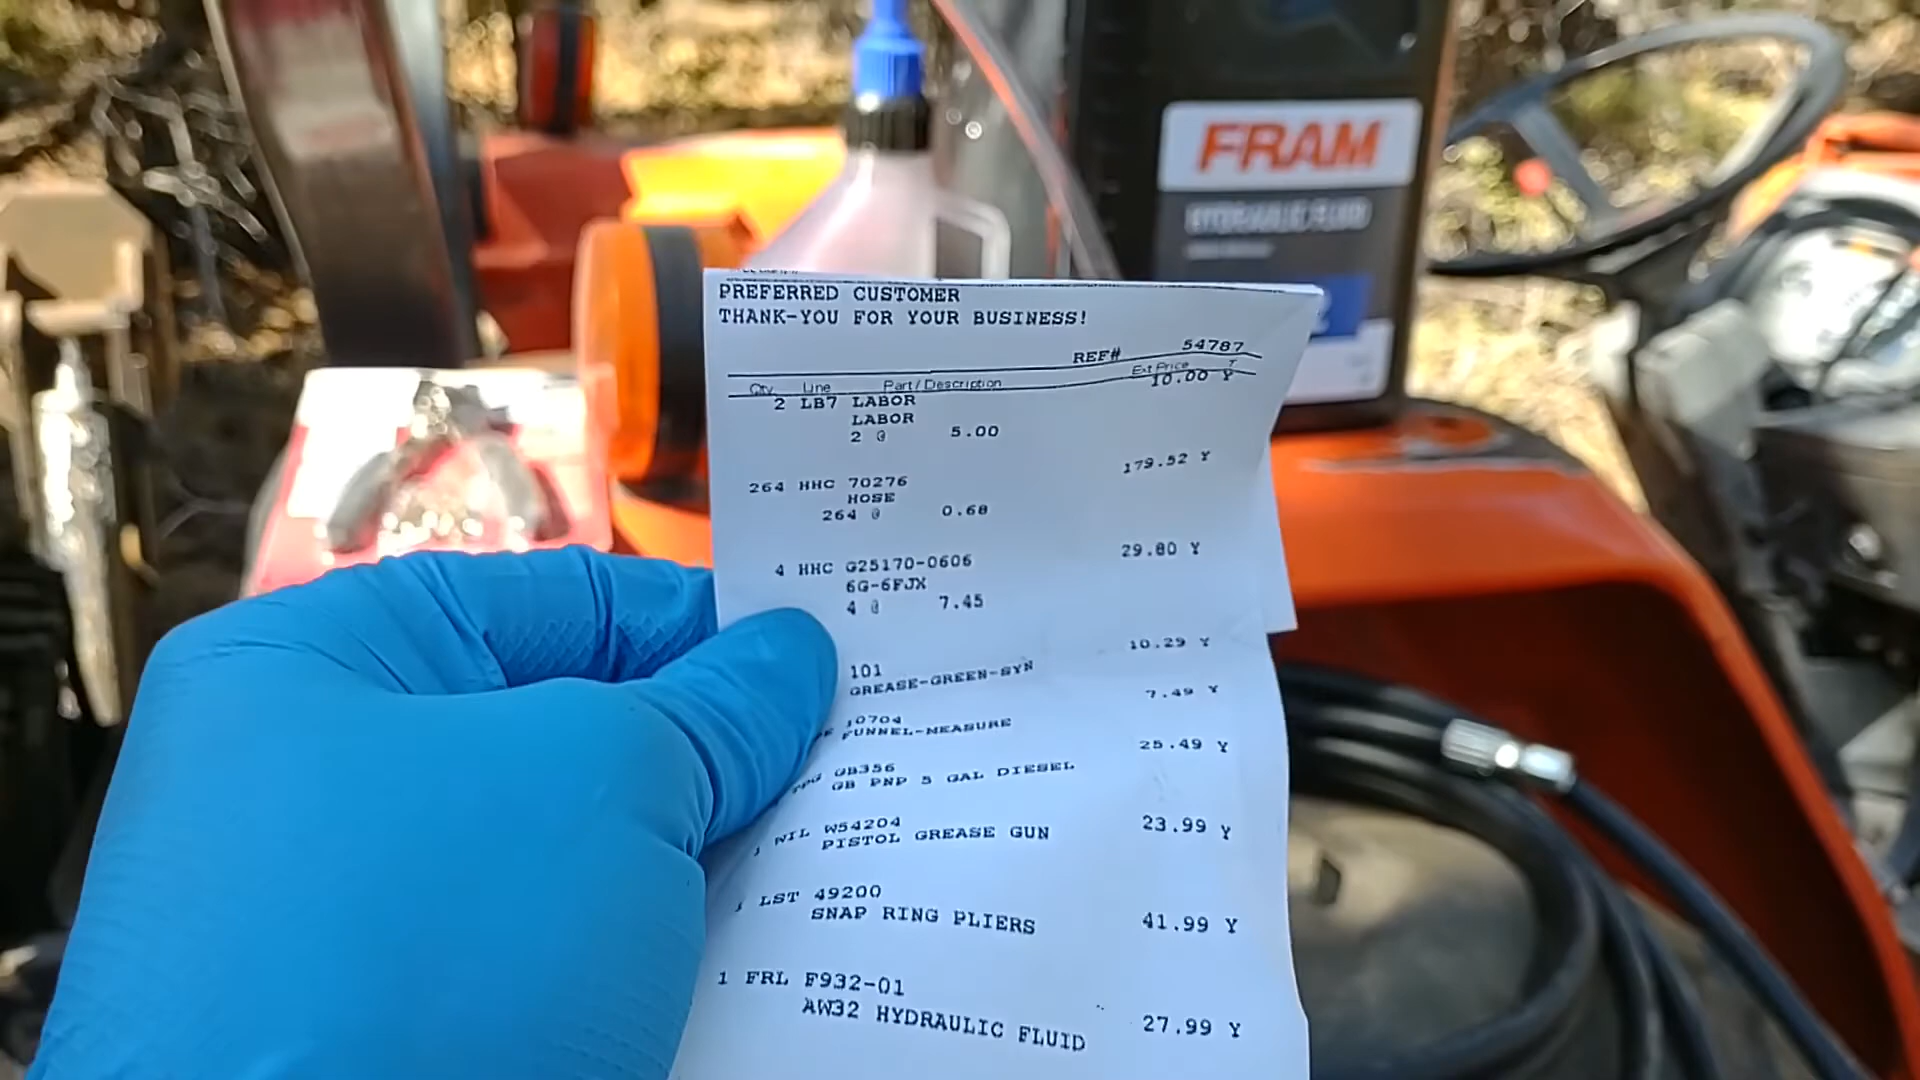 FRAM
HYDRAULIC FLUID
PREFERRED CUSTOMER
THANK-YOU FOR YOUR BUSINESS!
REF# 54787
Qty Line Part/Description Ext Price T
2 LB7 LABOR 10.00 Y
LABOR
2 @ 5.00
264 HHC 70276 179.52 Y
HOSE
264 @ 0.68
4 HHC G25170-0606 29.80 Y
6G-6FJX
4 @ 7.45
101 10.29 Y
GREASE-GREEN-SYN
10704 7.49 Y
FUNNEL-MEASURE
GB356 25.49 Y
GB PNP 5 GAL DIESEL
1 WIL W54204 23.99 Y
PISTOL GREASE GUN
1 LST 49200 41.99 Y
SNAP RING PLIERS
1 FRL F932-01 27.99 Y
AW32 HYDRAULIC FLUID